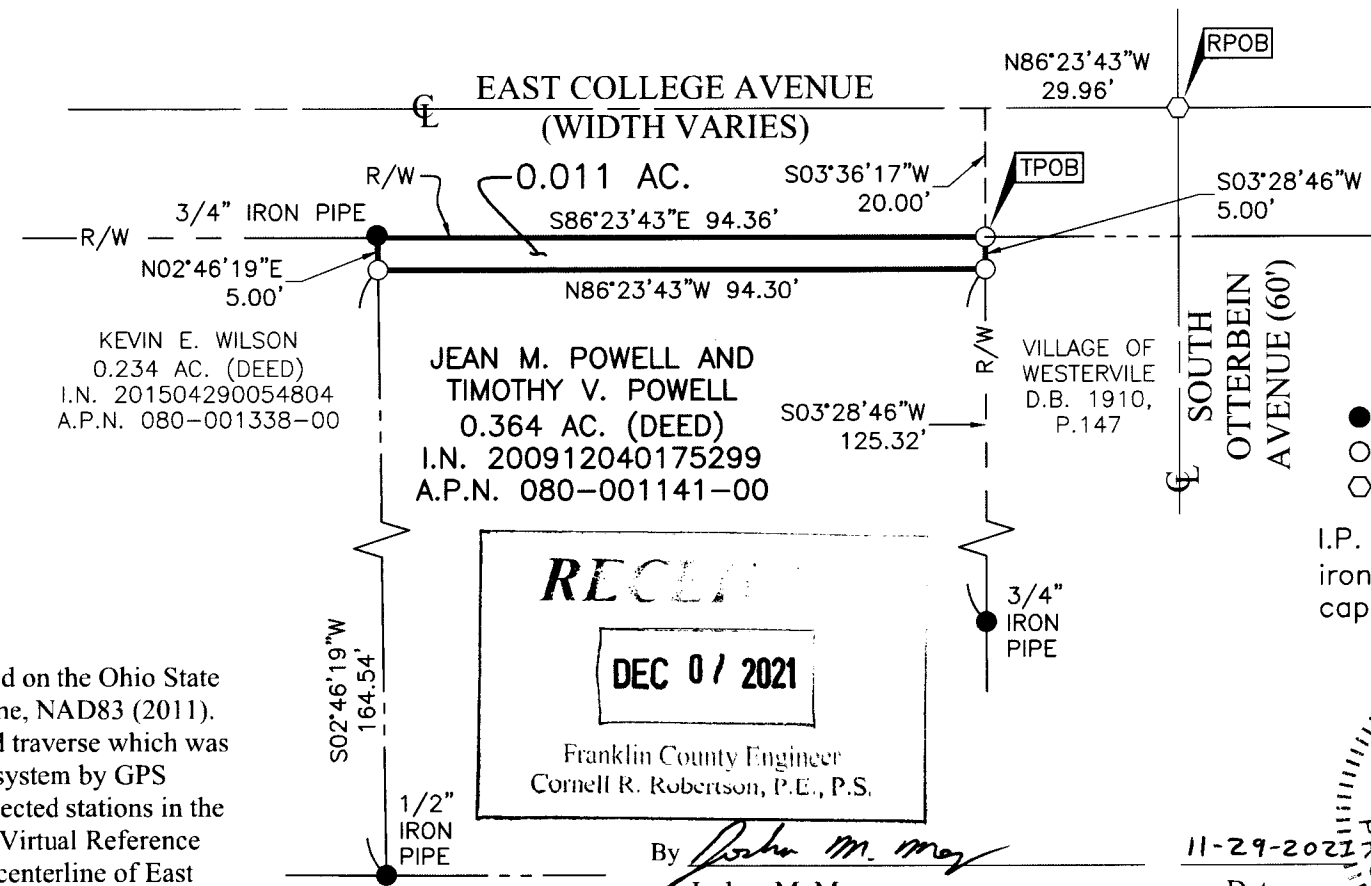 RPOB
N86°23'43"W
29.96'
EAST COLLEGE AVENUE
(WIDTH VARIES)
℄
R/W
0.011 AC.
S03°36'17"W
20.00'
TPOB
S03°28'46"W
5.00'
3/4" IRON PIPE
S86°23'43"E 94.36'
R/W
N02°46'19"E
5.00'
N86°23'43"W 94.30'
KEVIN E. WILSON
0.234 AC. (DEED)
I.N. 201504290054804
A.P.N. 080-001338-00
JEAN M. POWELL AND
TIMOTHY V. POWELL
0.364 AC. (DEED)
I.N. 200912040175299
A.P.N. 080-001141-00
S03°28'46"W
125.32'
R/W
VILLAGE OF
WESTERVILE
D.B. 1910,
P.147
SOUTH
OTTERBEIN
AVENUE (60')
℄
I.P.
iron
cap
DEC 07 2021
Franklin County Engineer
Cornell R. Robertson, P.E., P.S.
3/4"
IRON
PIPE
S02°46'19"W
164.54'
1/2"
IRON
PIPE
d on the Ohio State
ne, NAD83 (2011).
d traverse which was
system by GPS
ected stations in the
Virtual Reference
centerline of East
By Joshua M. Mey
11-29-2021